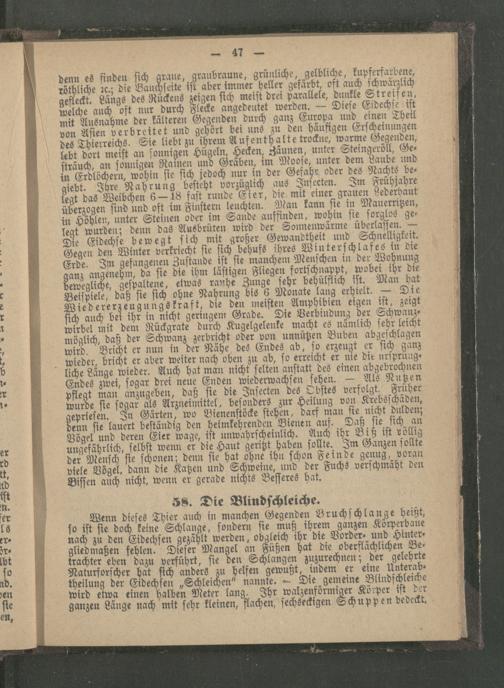 — 47 —
denn es finden sich graue, graubraune, grünliche, gelbliche, kupferfarbene,
röthliche ꝛc.; die Bauchseite ist aber immer heller gefärbt, oft auch schwärzlich
gefleckt. Längs des Rückens zeigen sich meist drei parallele, dunkle Streifen,
welche auch oft nur durch Flecke angedeutet werden. — Diese Eidechse ist
mit Ausnahme der kälteren Gegenden durch ganz Europa und einen Theil
von Asien verbreitet und gehört bei uns zu den häufigen Erscheinungen
des Thierreichs. Sie liebt zu ihrem Aufenthalte trockne, warme Gegenden,
lebt dort meist an sonnigen Hügeln, Hecken, Zäunen, unter Steingeröll, Ge-
sträuch, an sonnigen Rainen und Gräben, im Moose, unter dem Laube und
in Erdlöchern, wohin sie sich jedoch nur in der Gefahr oder des Nachts be-
giebt. Ihre Nahrung besteht vorzüglich aus Insecten. Im Frühjahre
legt das Weibchen 6—18 fast runde Eier, die mit einer grauen Lederhaut
überzogen sind und oft im Finstern leuchten. Man kann sie in Mauerritzen,
in Höhlen, unter Steinen oder im Sande auffinden, wohin sie sorglos ge-
legt wurden; denn das Ausbrüten wird der Sonnenwärme überlassen. —
Die Eidechse bewegt sich mit großer Gewandtheit und Schnelligkeit.
Gegen den Winter verkriecht sie sich behufs ihres Winterschlafes in die
Erde. Im gefangenen Zustande ist sie manchem Menschen in der Wohnung
ganz angenehm, da sie die ihm lästigen Fliegen fortschnappt, wobei ihr die
bewegliche, gespaltene, etwas rauhe Zunge sehr behülflich ist. Man hat
Beispiele, daß sie sich ohne Nahrung bis 6 Monate lang erhielt. — Die
Wiedererzeugungskraft, die den meisten Amphibien eigen ist, zeigt
sich auch bei ihr in nicht geringem Grade. Die Verbindung der Schwanz-
wirbel mit dem Rückgrate durch Kugelgelenke macht es nämlich sehr leicht
möglich, daß der Schwanz zerbricht oder von unnützen Buben abgeschlagen
wird. Bricht er nun in der Nähe des Endes ab, so erzeugt er sich ganz
wieder, bricht er aber weiter nach oben zu ab, so erreicht er nie die ursprüng-
liche Länge wieder. Auch hat man nicht selten anstatt des einen abgebrochnen
Endes zwei, sogar drei neue Enden wiederwachsen sehen. — Als Nutzen
pflegt man anzugeben, daß sie die Insecten des Obstes verfolgt. Früher
wurde sie sogar als Arzneimittel, besonders zur Heilung von Krebsschäden,
gepriesen. In Gärten, wo Bienenstöcke stehen, darf man sie nicht dulden;
denn sie lauert beständig den heimkehrenden Bienen auf. Daß sie sich an
Vögel und deren Eier wage, ist unwahrscheinlich. Auch ihr Biß ist völlig
ungefährlich, selbst wenn er die Haut geritzt haben sollte. Im Ganzen sollte
der Mensch sie schonen; denn sie hat ohne ihn schon Feinde genug, voran
viele Vögel, dann die Katzen und Schweine, und der Fuchs verschmäht den
Bissen auch nicht, wenn er gerade nichts Besseres hat.
58. Die Blindschleiche.
Wenn dieses Thier auch in manchen Gegenden Bruchschlange heißt,
so ist sie doch keine Schlange, sondern sie muß ihrem ganzen Körperbaue
nach zu den Eidechsen gezählt werden, obgleich ihr die Vorder- und Hinter-
gliedmaßen fehlen. Dieser Mangel an Füßen hat die oberflächlichen Be-
trachter eben dazu verführt, sie den Schlangen zuzurechnen; der gelehrte
Naturforscher hat sich anders zu helfen gewußt, indem er eine Unterab-
theilung der Eidechsen „Schleichen“ nannte. — Die gemeine Blindschleiche
wird etwa einen halben Meter lang. Ihr walzenförmiger Körper ist der
ganzen Länge nach mit sehr kleinen, flachen, sechseckigen Schuppen bedeckt,